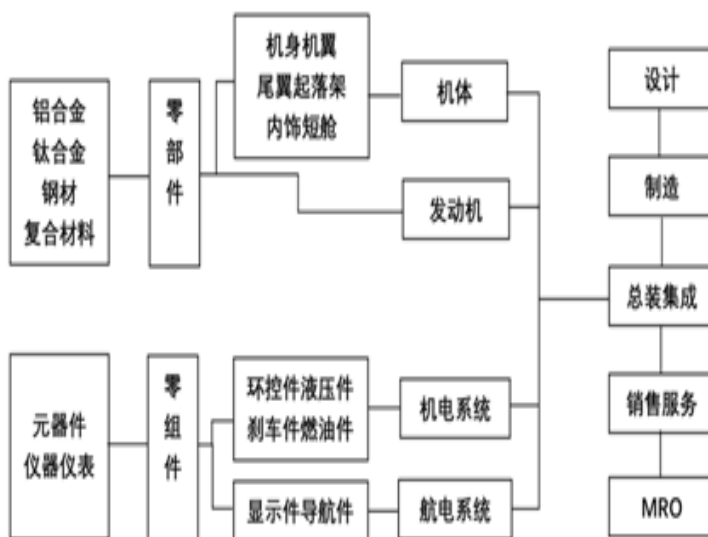 铝合金
钛合金
钢材
复合材料
零
部
件
机身机翼
尾翼起落架
内饰短舱
机体
发动机
元器件
仪器仪表
零
组
件
环控件液压件
刹车件燃油件
显示件导航件
机电系统
航电系统
设计
制造
总装集成
销售服务
MRO